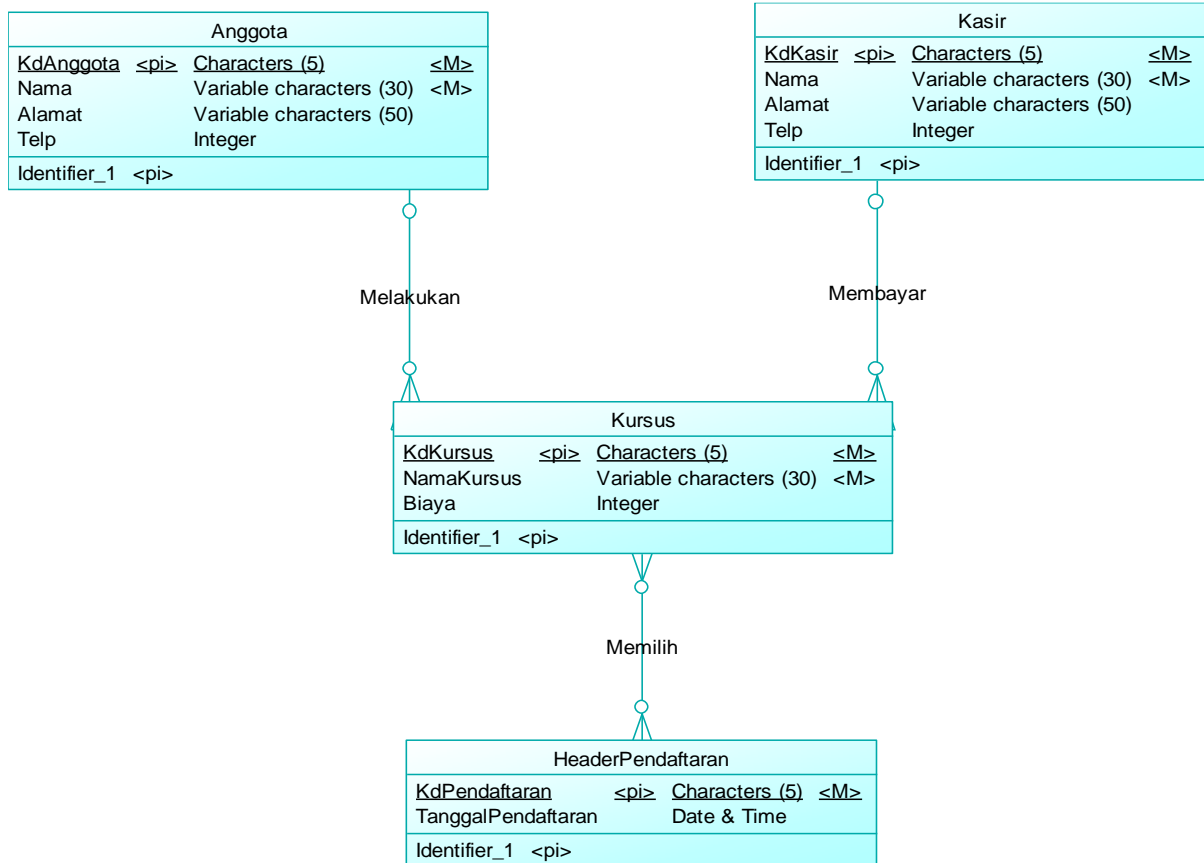 Anggota
KdAnggota <pi> Characters (5) <M>
Nama Variable characters (30) <M>
Alamat Variable characters (50)
Telp Integer
Identifier_1 <pi>
Kasir
KdKasir <pi> Characters (5) <M>
Nama Variable characters (30) <M>
Alamat Variable characters (50)
Telp Integer
Identifier_1 <pi>
Melakukan
Membayar
Kursus
KdKursus <pi> Characters (5) <M>
NamaKursus Variable characters (30) <M>
Biaya Integer
Identifier_1 <pi>
Memilih
HeaderPendaftaran
KdPendaftaran <pi> Characters (5) <M>
TanggalPendaftaran Date & Time
Identifier_1 <pi>